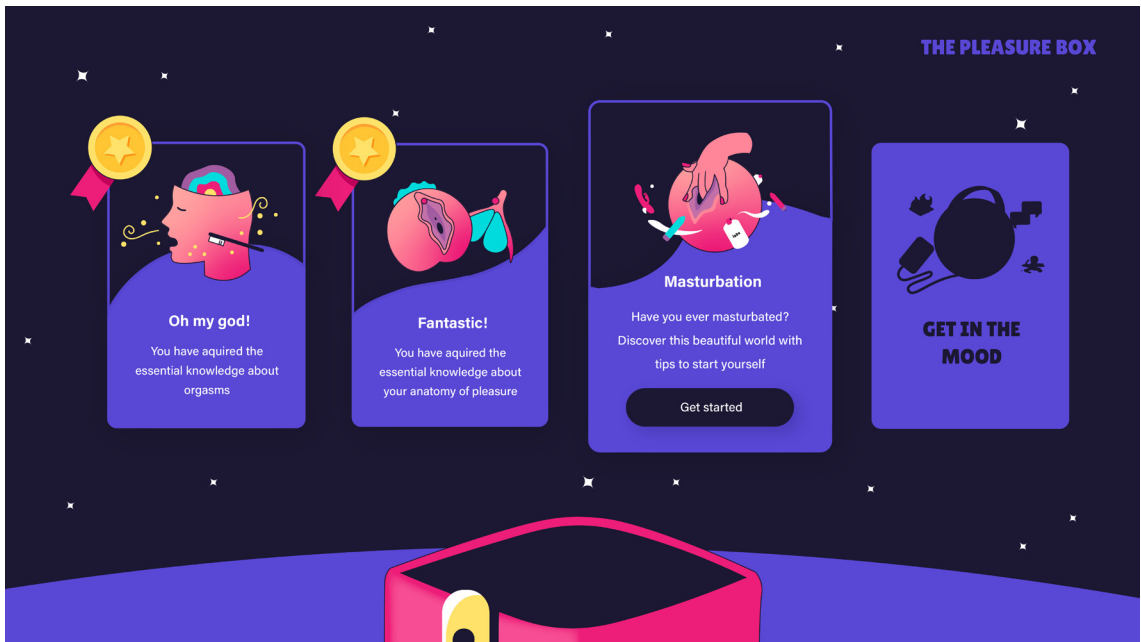 THE PLEASURE BOX
Oh my god!
You have aquired the
essential knowledge about
orgasms
Fantastic!
You have aquired the
essential knowledge about
your anatomy of pleasure
Masturbation
Have you ever masturbated?
Discover this beautiful world with
tips to start yourself
Get started
GET IN THE
MOOD